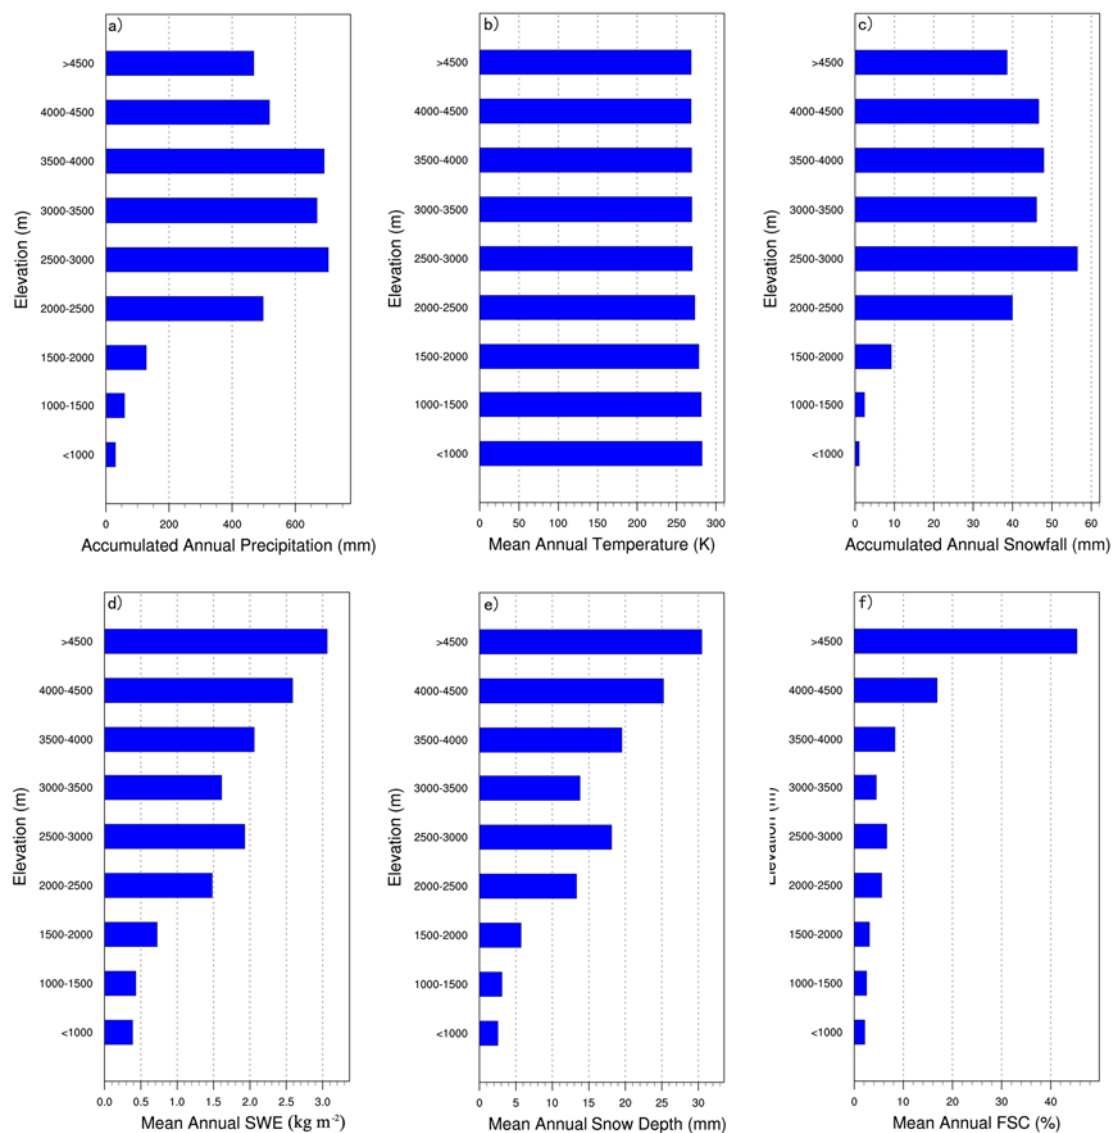 a)
>4500
4000-4500
3500-4000
3000-3500
2500-3000
2000-2500
1500-2000
1000-1500
<1000
Elevation (m)
0 200 400 600
Accumulated Annual Precipitation (mm)
b)
>4500
4000-4500
3500-4000
3000-3500
2500-3000
2000-2500
1500-2000
1000-1500
<1000
Elevation (m)
0 50 100 150 200 250 300
Mean Annual Temperature (K)
c)
>4500
4000-4500
3500-4000
3000-3500
2500-3000
2000-2500
1500-2000
1000-1500
<1000
Elevation (m)
0 10 20 30 40 50 60
Accumulated Annual Snowfall (mm)
d)
>4500
4000-4500
3500-4000
3000-3500
2500-3000
2000-2500
1500-2000
1000-1500
<1000
Elevation (m)
0.0 0.5 1.0 1.5 2.0 2.5 3.0
Mean Annual SWE (kg m⁻²)
e)
>4500
4000-4500
3500-4000
3000-3500
2500-3000
2000-2500
1500-2000
1000-1500
<1000
Elevation (m)
0 5 10 15 20 25 30
Mean Annual Snow Depth (mm)
f)
>4500
4000-4500
3500-4000
3000-3500
2500-3000
2000-2500
1500-2000
1000-1500
<1000
Elevation (m)
0 10 20 30 40
Mean Annual FSC (%)